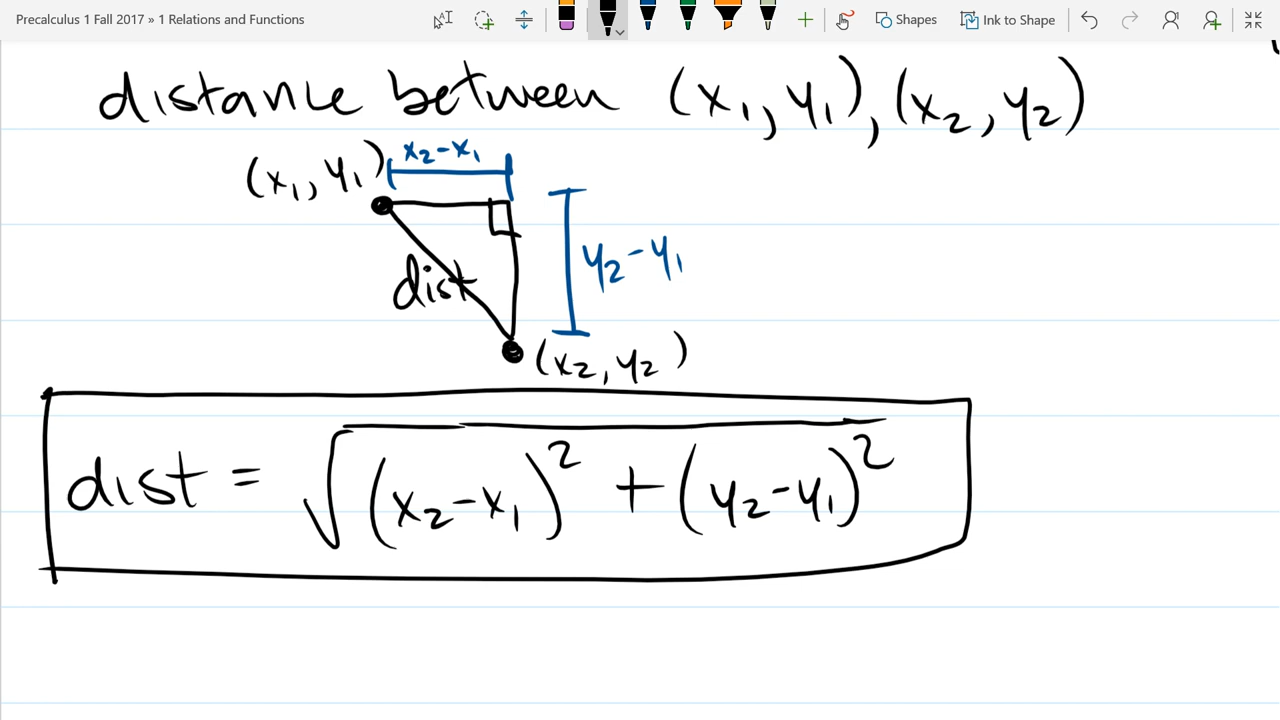 Precalculus 1 Fall 2017 » 1 Relations and Functions
Shapes
Ink to Shape
distance between (x₁, y₁), (x₂, y₂)
(x₁, y₁)
x₂-x₁
dist
y₂-y₁
(x₂, y₂)
dist = √((x₂-x₁)² + (y₂-y₁)²)